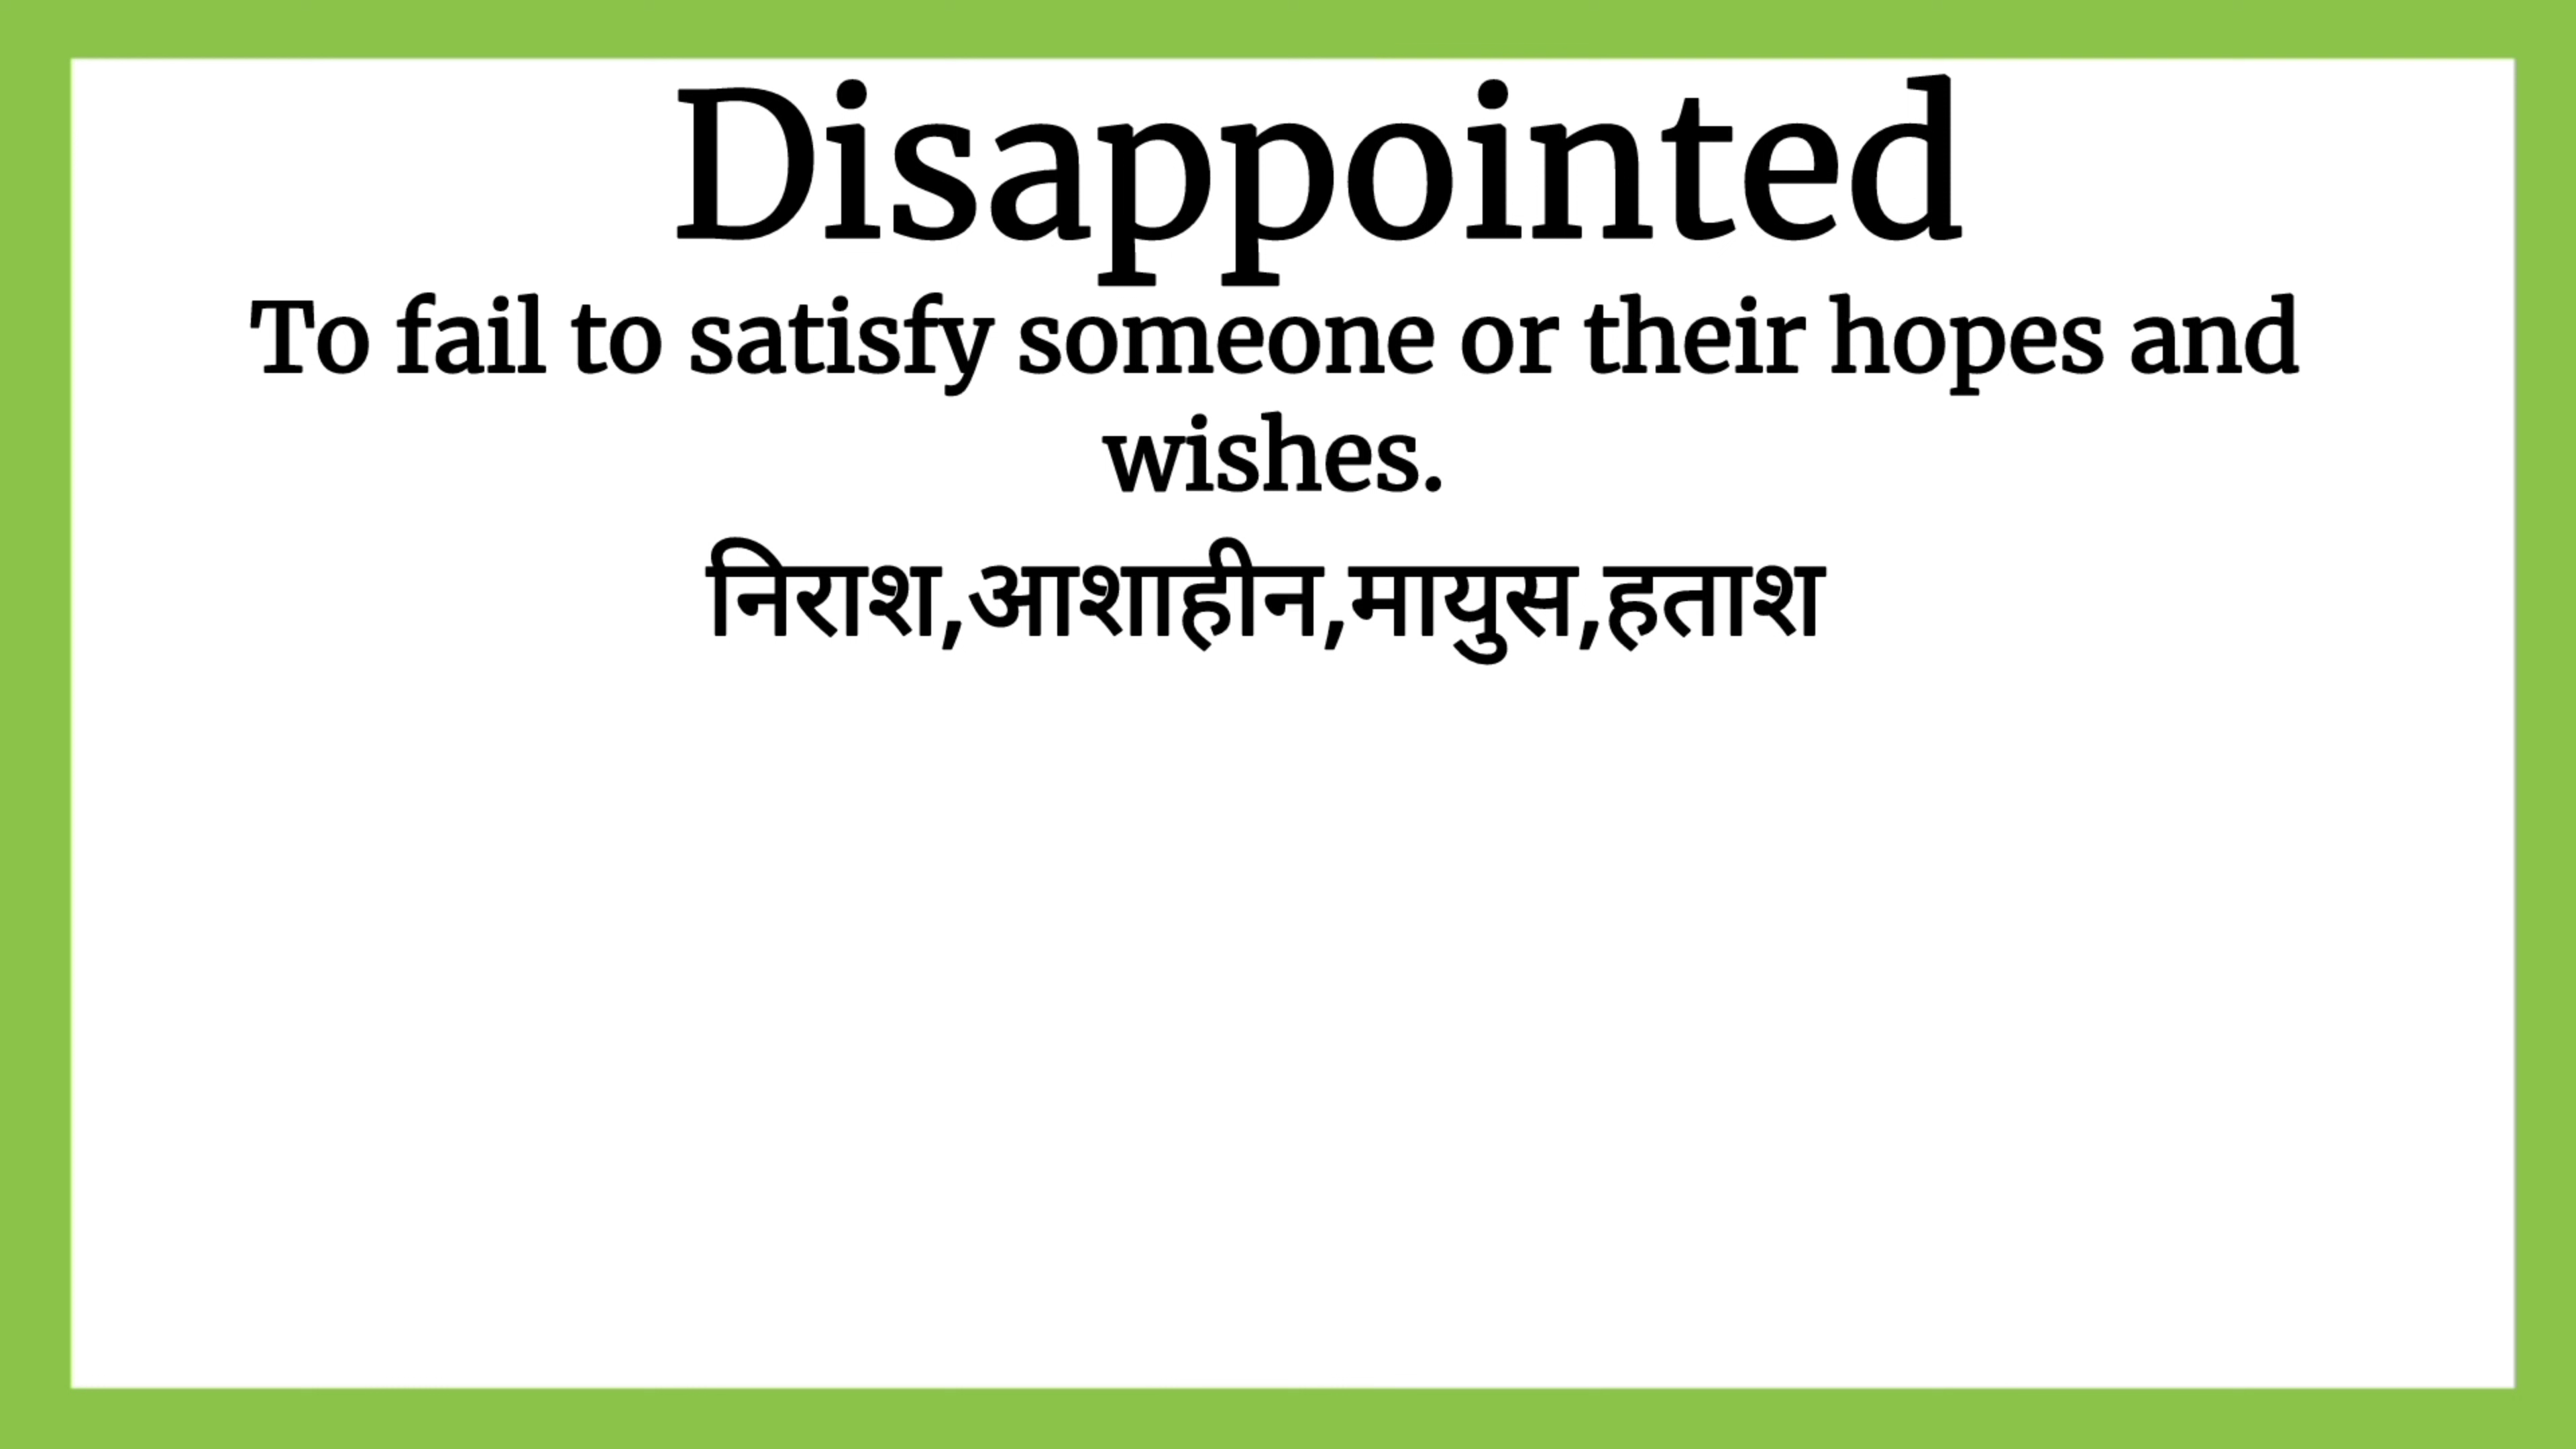 Disappointed
To fail to satisfy someone or their hopes and
wishes.
निराश,आशाहीन,मायुस,हताश